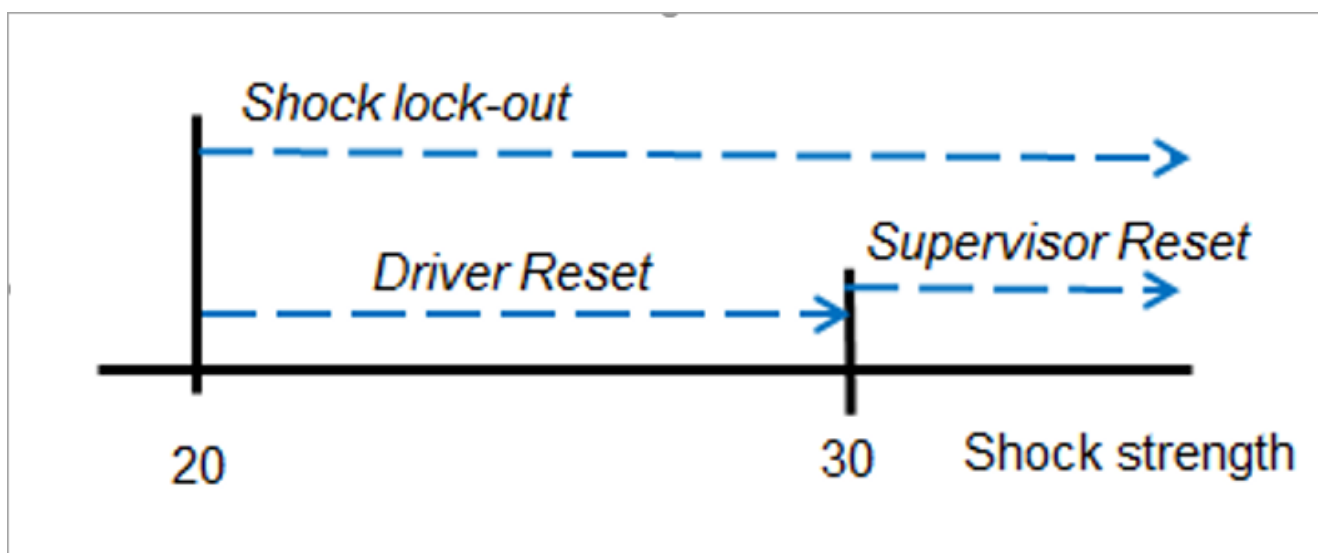 Shock lock-out
Supervisor Reset
Driver Reset
20
30
Shock strength